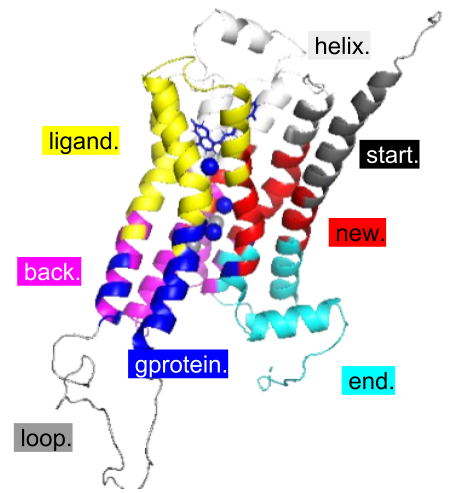 helix.
ligand.
start.
new.
back.
gprotein.
end.
loop.